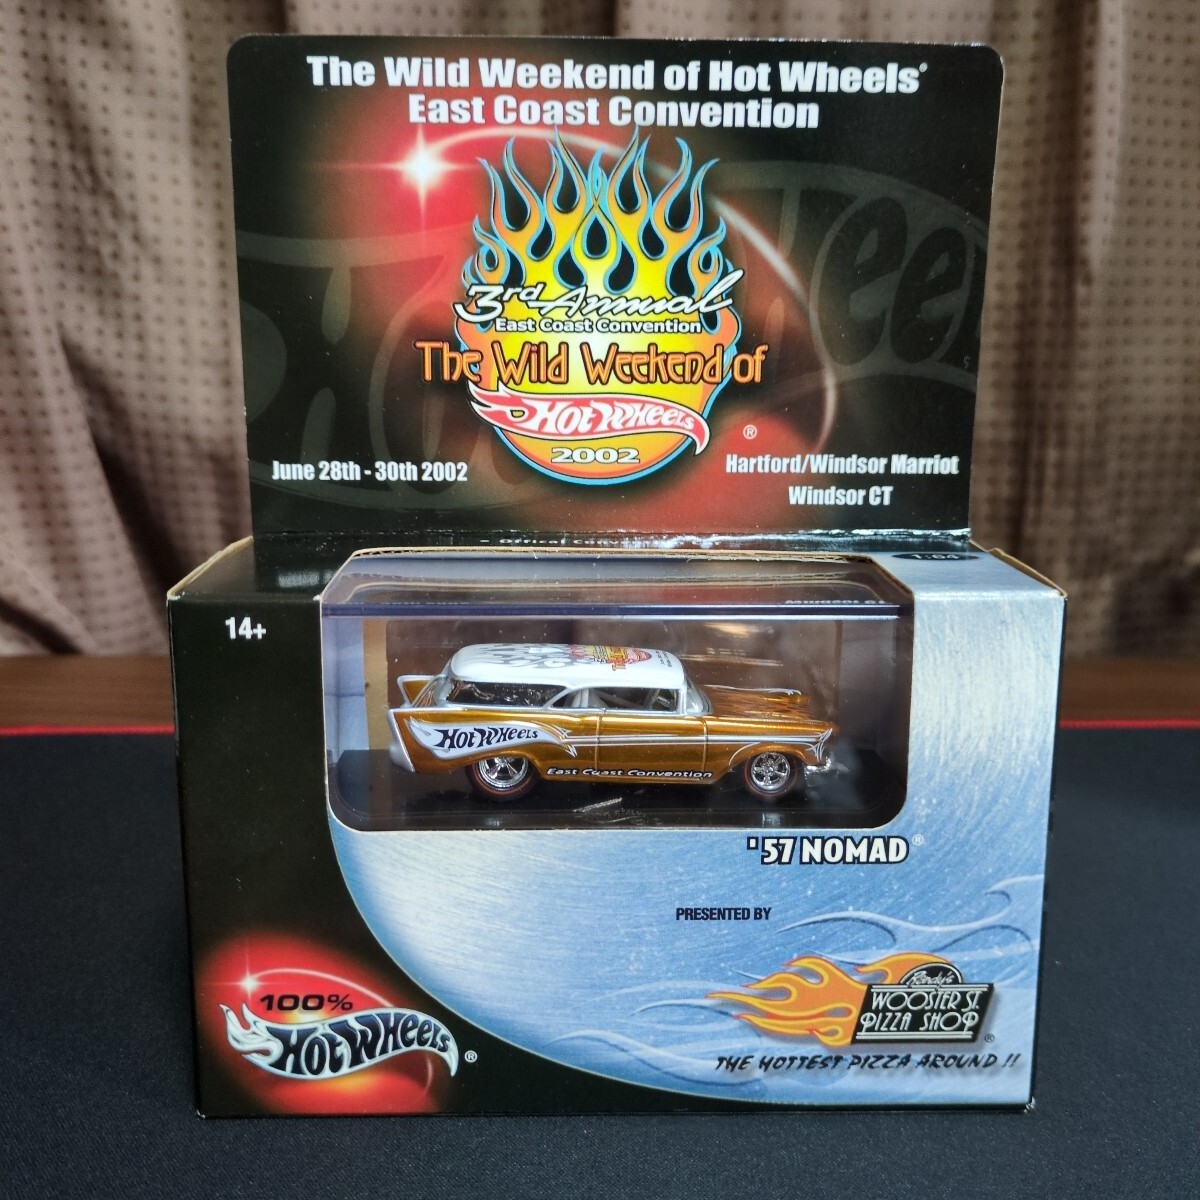 The Wild Weekend of Hot Wheels®
East Coast Convention
3rd Annual
East Coast Convention
The Wild Weekend of
Hot Wheels
®
2002
June 28th - 30th 2002
Hartford/Windsor Marriot
Windsor CT
14+
Hot Wheels
East Coast Convention
'57 NOMAD®
PRESENTED BY
Randy's
WOOSTER ST.
PIZZA SHOP
®
THE HOTTEST PIZZA AROUND !!
100%
Hot Wheels
®